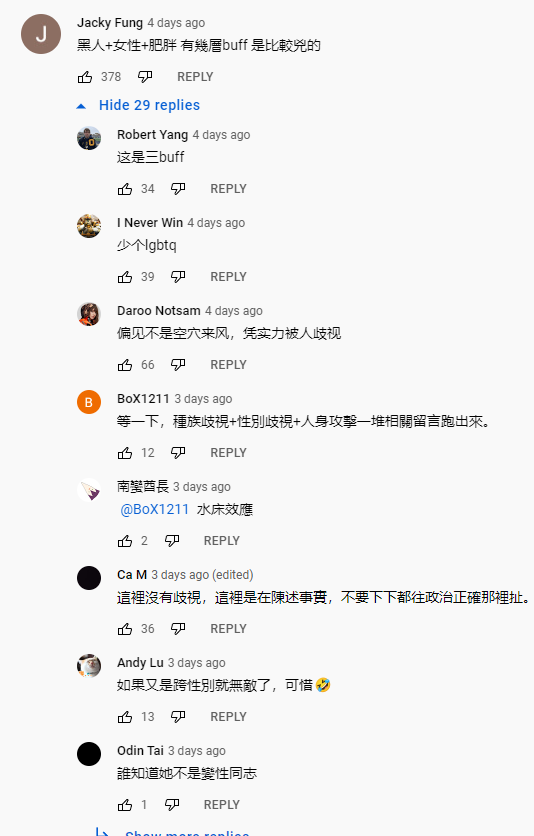 J
Jacky Fung 4 days ago
黑人+女性+肥胖 有幾層buff 是比較兇的
378 REPLY
Hide 29 replies
Robert Yang 4 days ago
这是三buff
34 REPLY
I Never Win 4 days ago
少个lgbtq
39 REPLY
Daroo Notsam 4 days ago
偏见不是空穴来风，凭实力被人歧视
66 REPLY
B
BoX1211 3 days ago
等一下，種族歧視+性別歧視+人身攻擊一堆相關留言跑出來。
12 REPLY
南蠻酋長 3 days ago
@BoX1211 水床效應
2 REPLY
Ca M 3 days ago (edited)
這裡沒有歧視，這裡是在陳述事實，不要下下都往政治正確那裡扯。
36 REPLY
Andy Lu 3 days ago
如果又是跨性別就無敵了，可惜🤣
13 REPLY
Odin Tai 3 days ago
誰知道她不是變性同志
1 REPLY
Show more replies